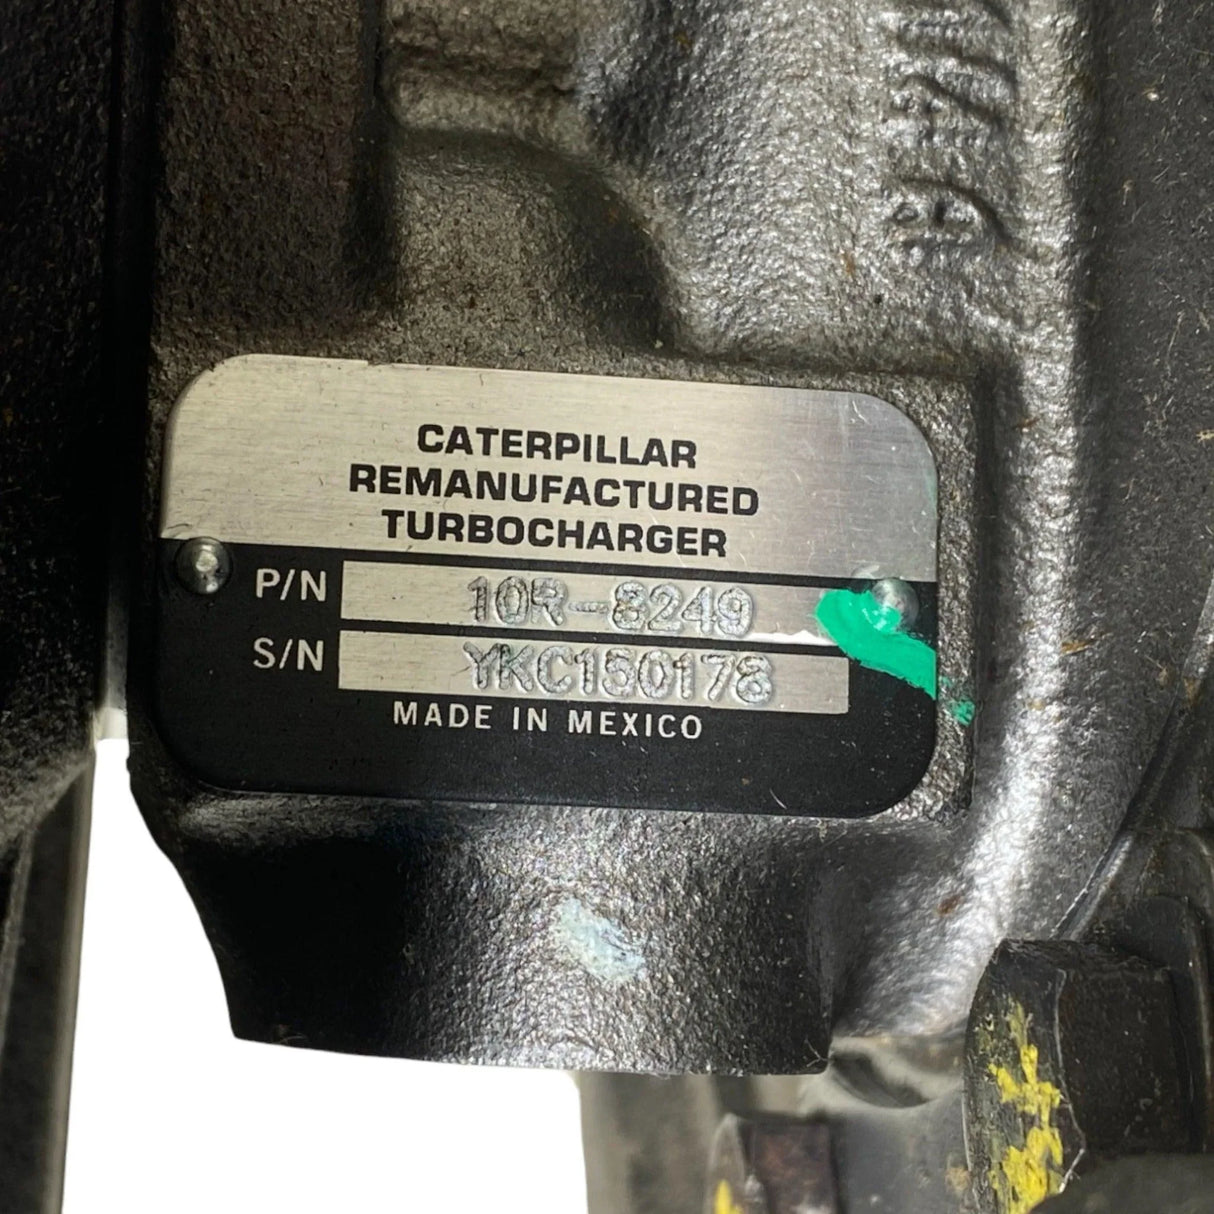 CATERPILLAR
REMANUFACTURED
TURBOCHARGER
P/N 10R-8249
S/N YKC150178
MADE IN MEXICO